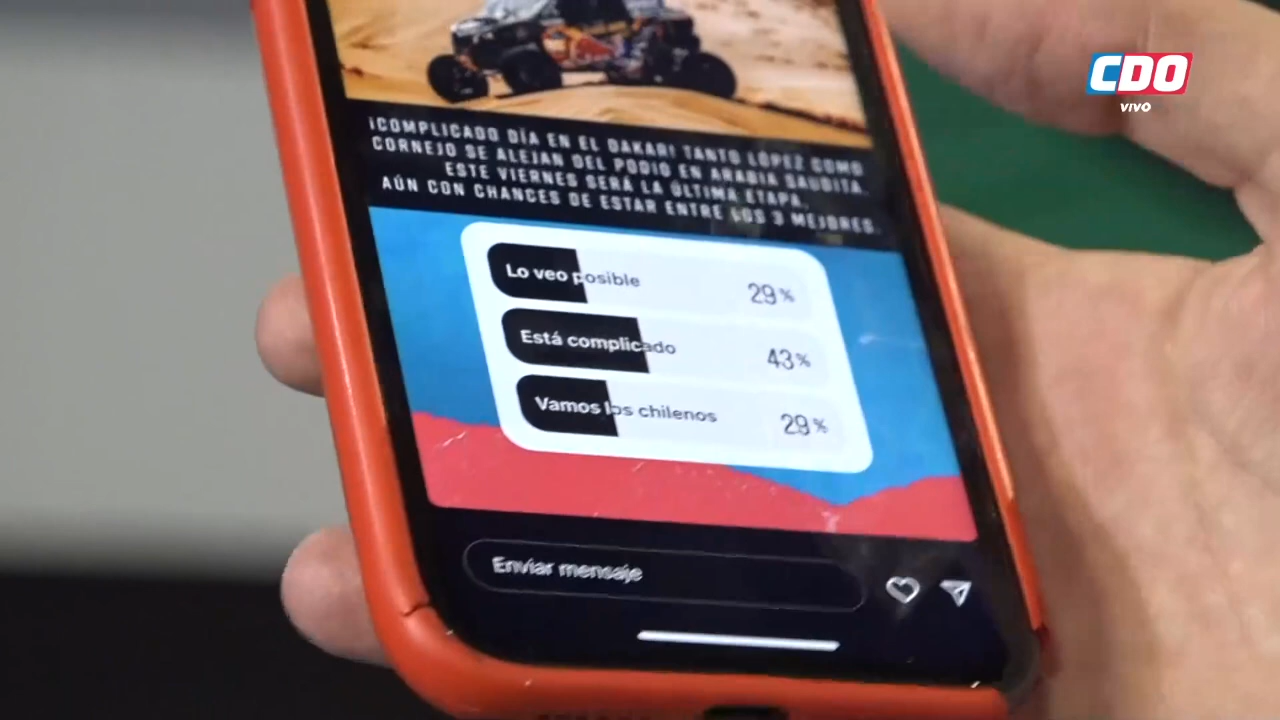 CDO
VIVO
¡COMPLICADO DÍA EN EL DAKAR! TANTO LÓPEZ COMO
CORNEJO SE ALEJAN DEL PODIO EN ARABIA SAUDITA.
ESTE VIERNES SERÁ LA ÚLTIMA ETAPA.
AÚN CON CHANCES DE ESTAR ENTRE LOS 3 MEJORES.
Lo veo posible 29%
Está complicado 43%
Vamos los chilenos 29%
Enviar mensaje